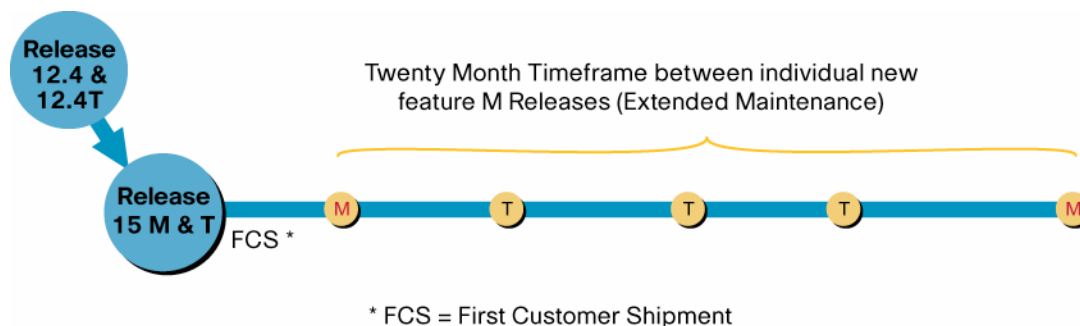 Release
12.4 &
12.4T
Twenty Month Timeframe between individual new
feature M Releases (Extended Maintenance)
Release
15 M & T
FCS *
M
T
T
T
M
* FCS = First Customer Shipment